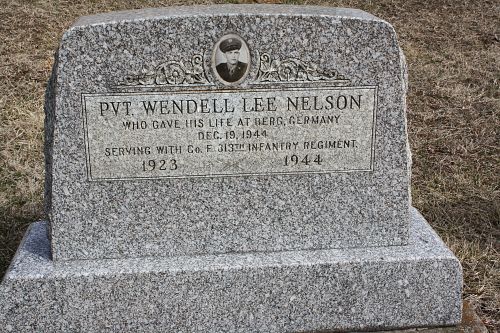 PVT. WENDELL LEE NELSON
WHO GAVE HIS LIFE AT BERG, GERMANY
DEC. 19, 1944
SERVING WITH CO. F. 313TH INFANTRY REGIMENT.
1923 1944